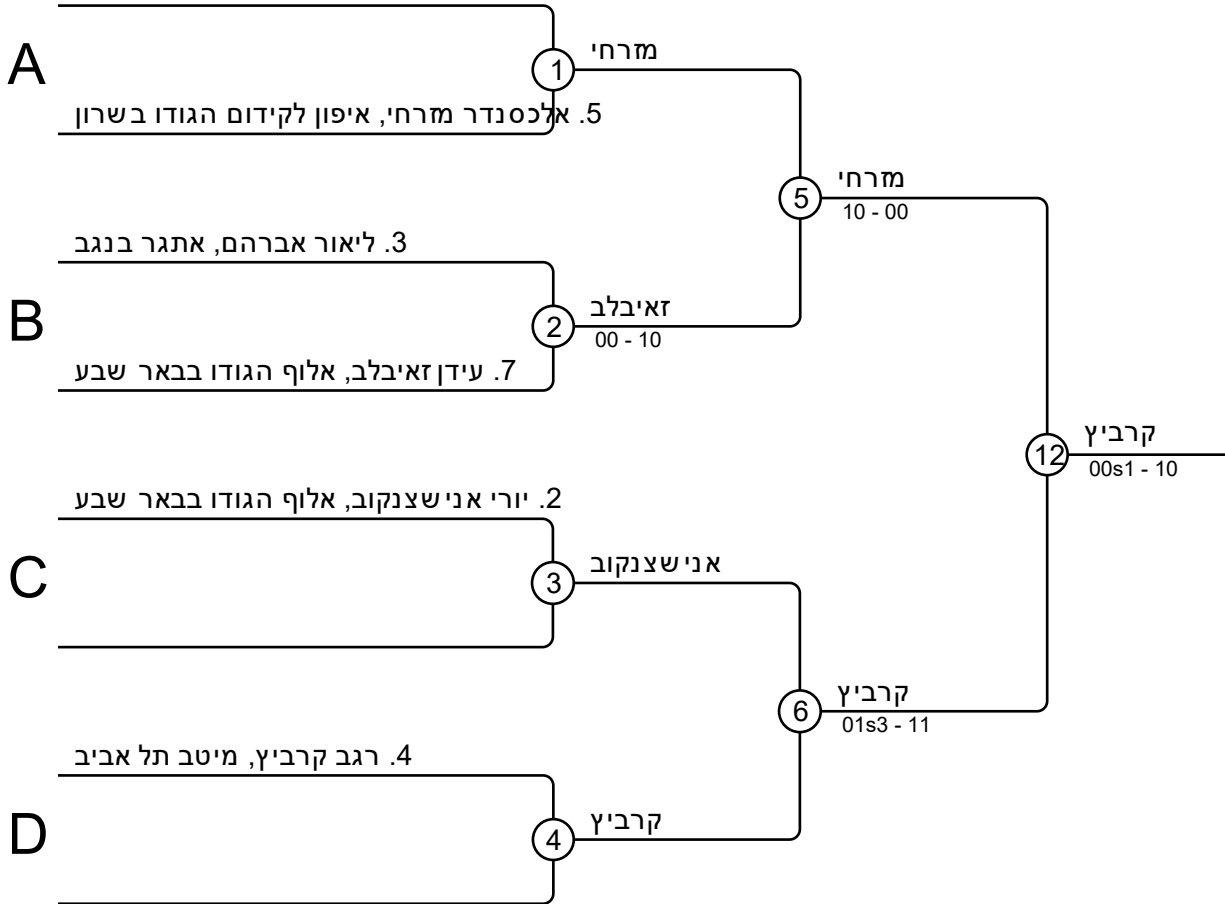 A
1
מזרחי
5. אלכסנדר מזרחי, איפון לקידום הגודו בשרון
5
מזרחי
10 - 00
3. ליאור אברהם, אתגר בנגב
B
2
זאיבלב
00 - 10
7. עידן זאיבלב, אלוף הגודו בבאר שבע
12
קרביץ
00s1 - 10
2. יורי אנישצנקוב, אלוף הגודו בבאר שבע
C
3
אנישצנקוב
6
קרביץ
01s3 - 11
4. רגב קרביץ, מיטב תל אביב
D
4
קרביץ